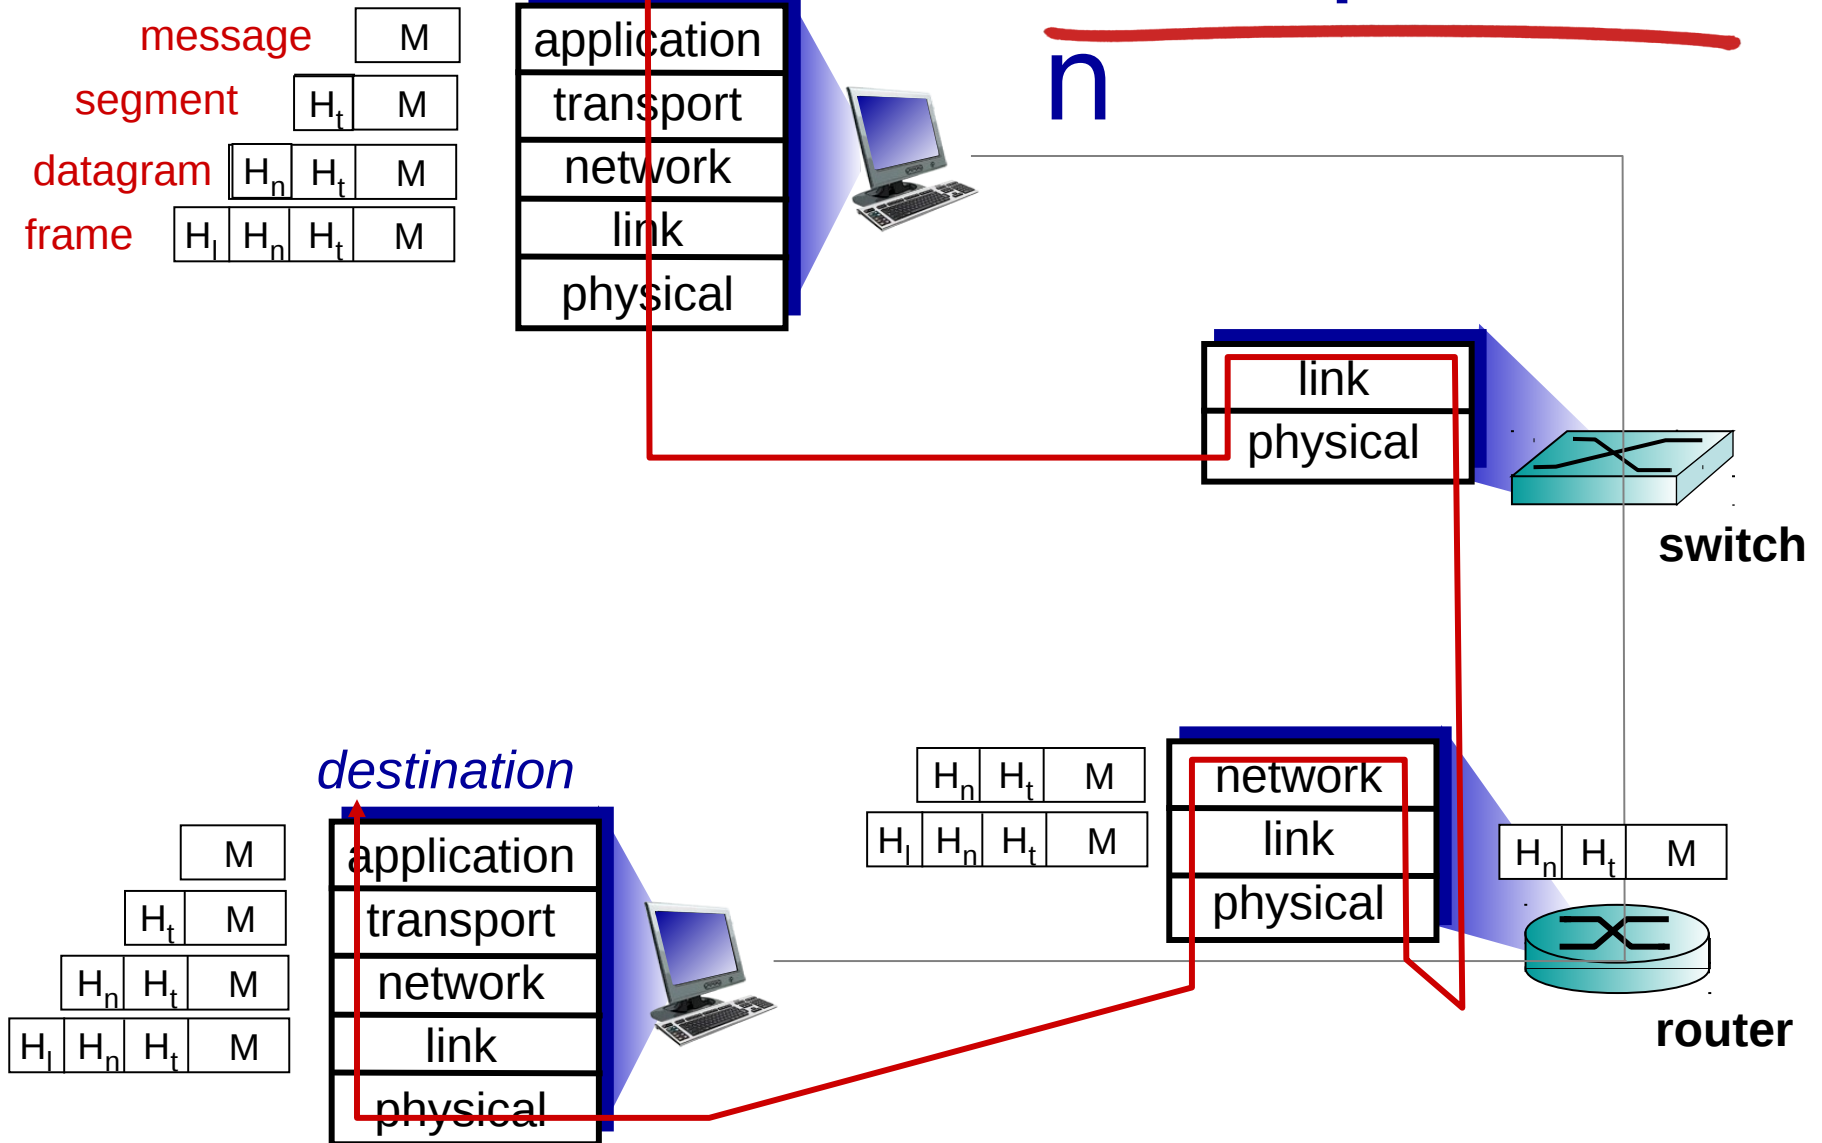 message M
segment Ht M
datagram Hn Ht M
frame Hl Hn Ht M
application
transport
network
link
physical
n
link
physical
switch
destination
M
Ht M
Hn Ht M
Hl Hn Ht M
application
transport
network
link
physical
Hn Ht M
Hl Hn Ht M
network
link
physical
Hn Ht M
router